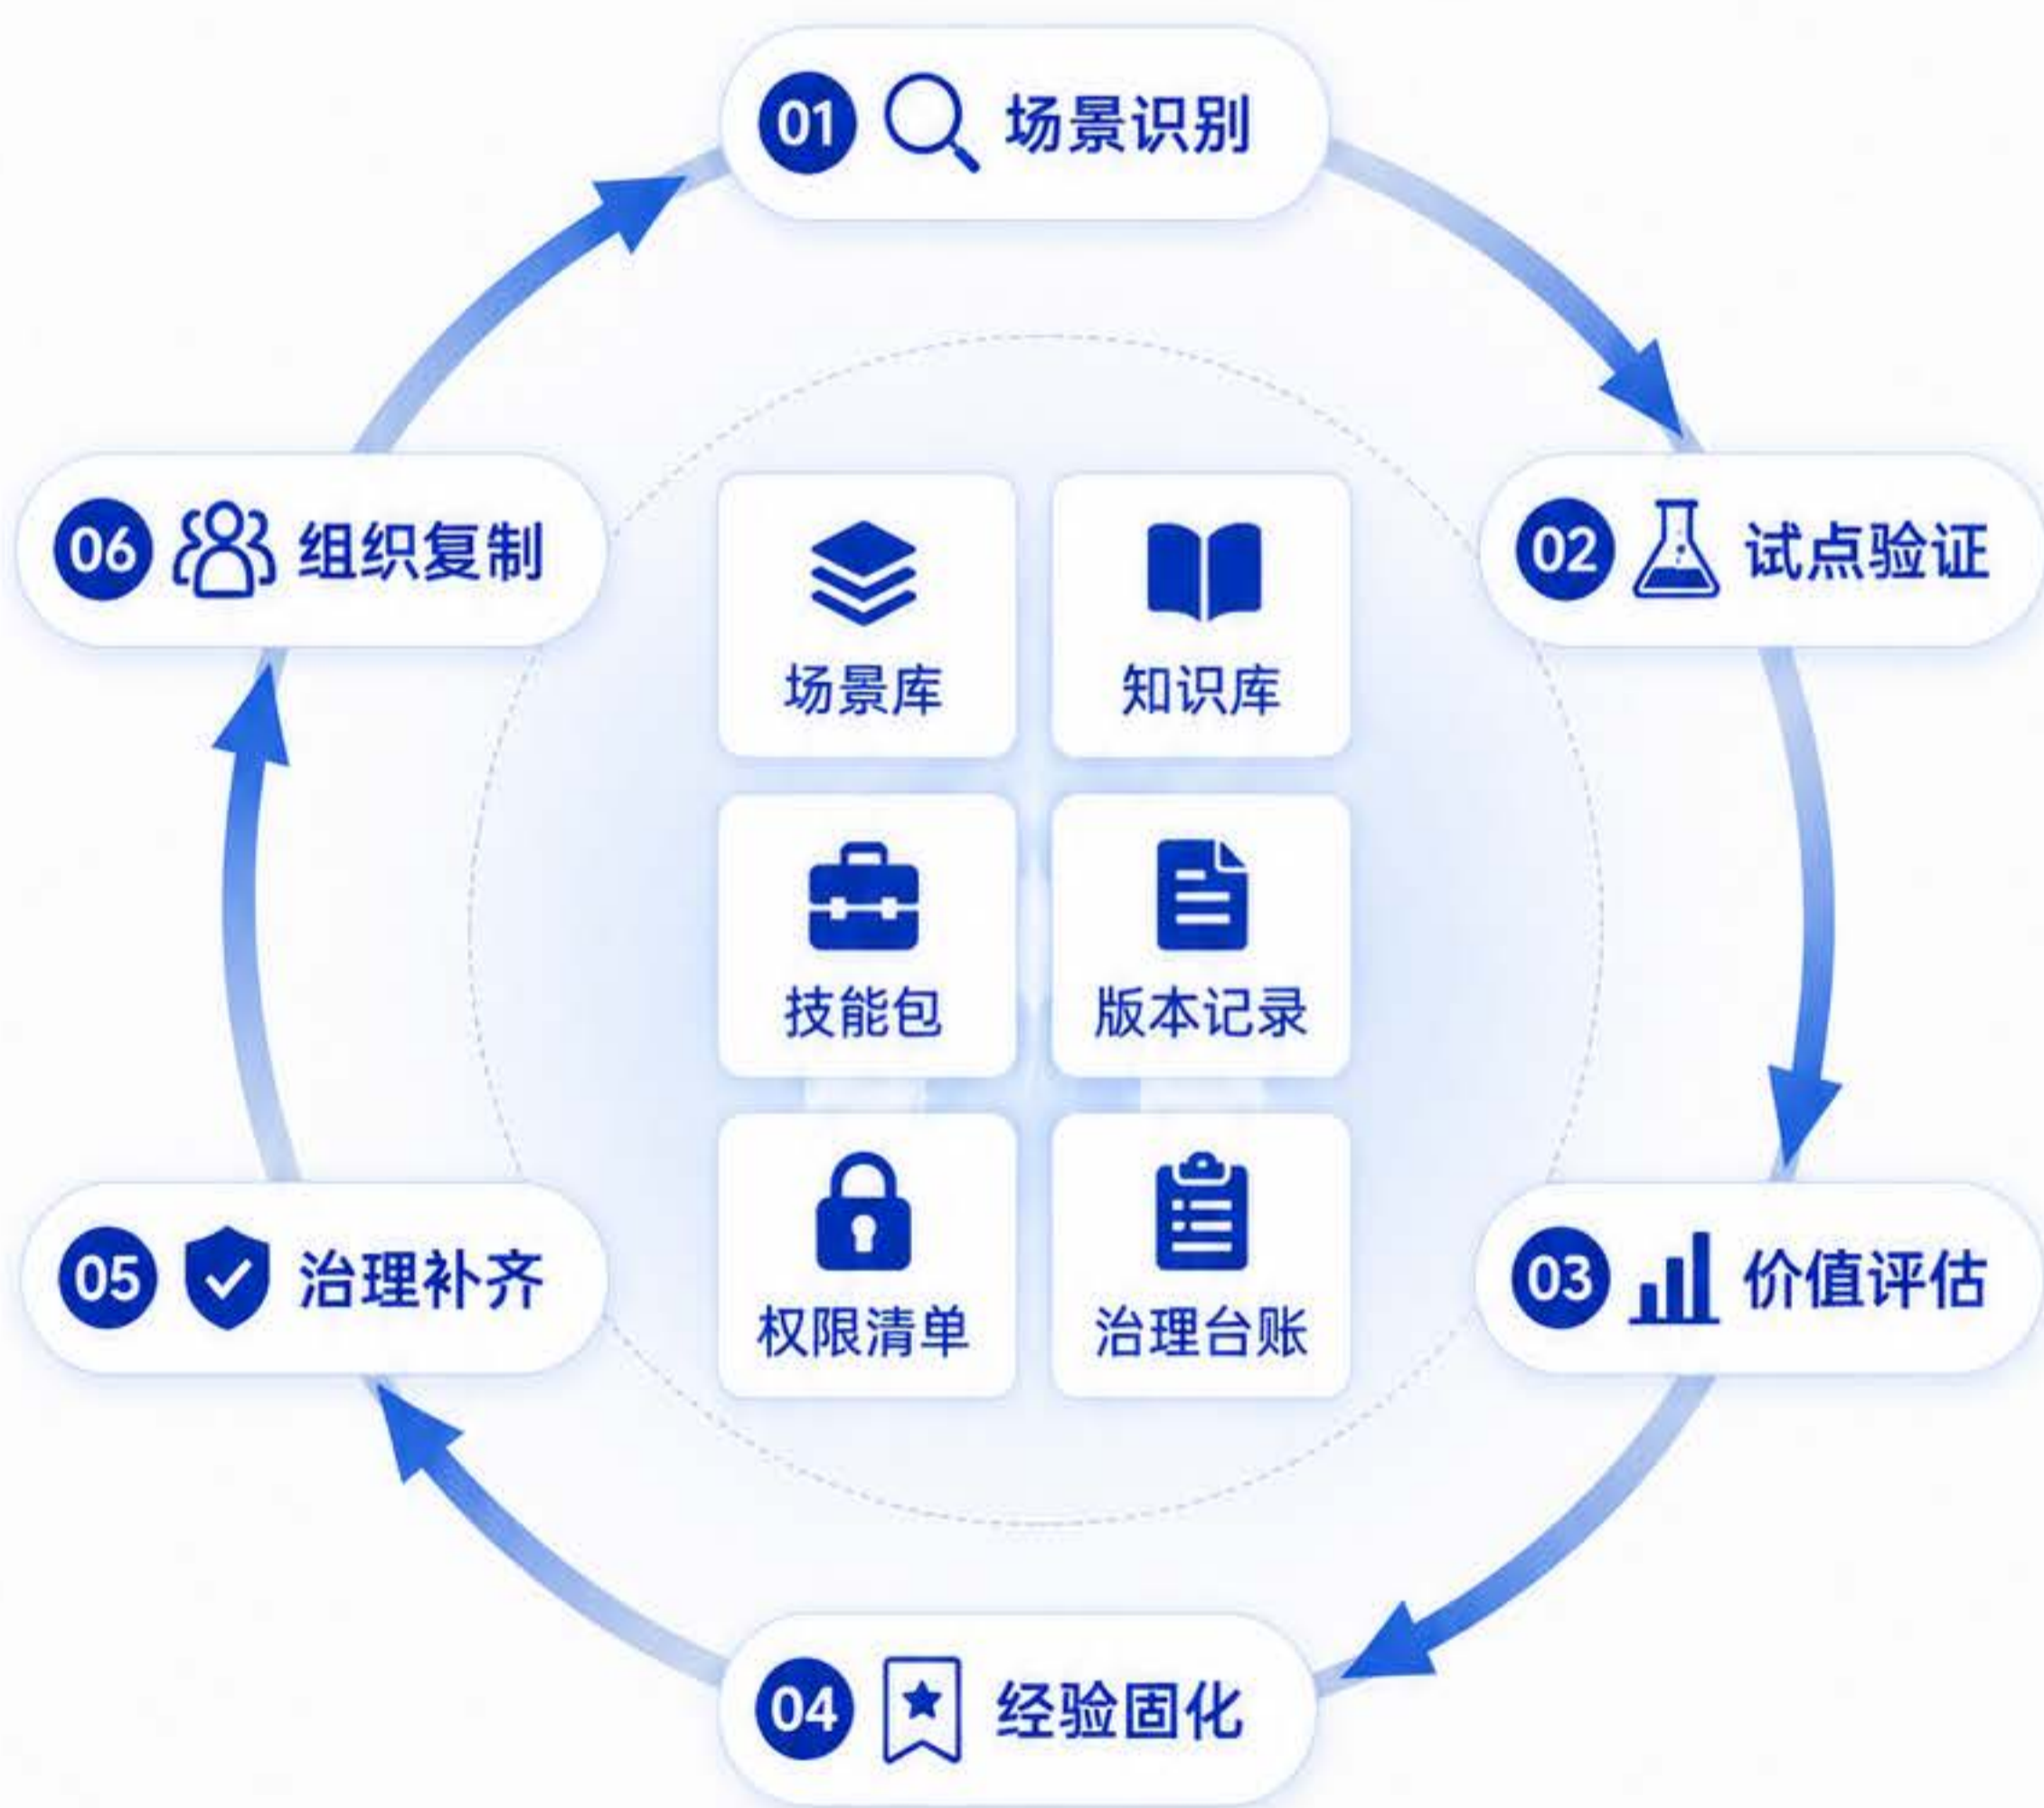 01 场景识别
02 试点验证
03 价值评估
04 经验固化
05 治理补齐
06 组织复制
场景库
知识库
技能包
版本记录
权限清单
治理台账